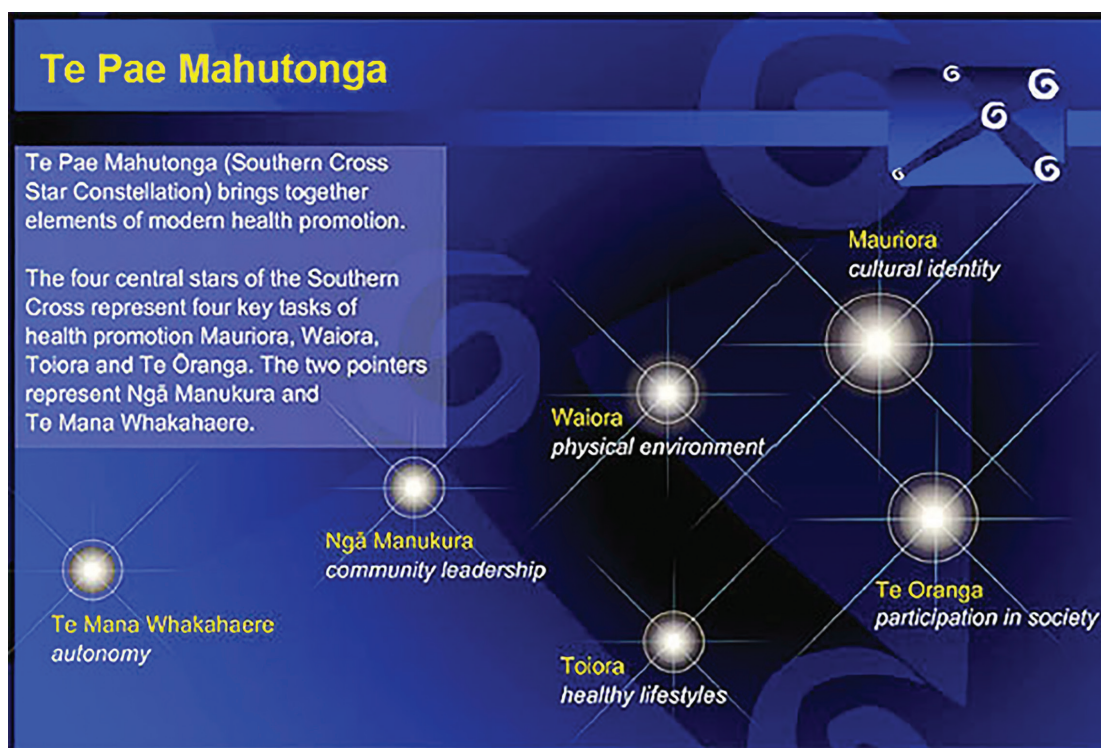 Te Pae Mahutonga
Te Pae Mahutonga (Southern Cross
Star Constellation) brings together
elements of modern health promotion.
The four central stars of the Southern
Cross represent four key tasks of
health promotion Mauriora, Waiora,
Toiora and Te Ôranga. The two pointers
represent Ngā Manukura and
Te Mana Whakahaere.
Mauriora
cultural identity
Waiora
physical environment
Ngā Manukura
community leadership
Te Mana Whakahaere
autonomy
Te Oranga
participation in society
Toiora
healthy lifestyles